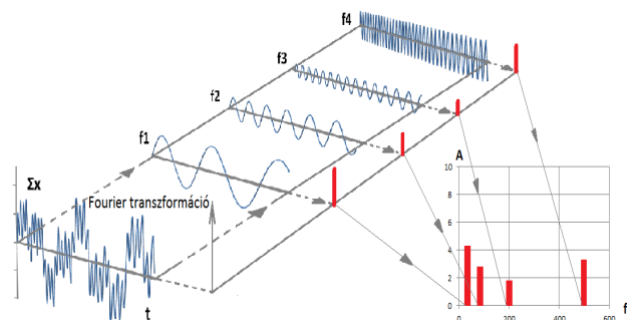 f4
f3
f2
f1
Σx
Fourier transzformáció
t
A
10
8
6
4
2
0
0
200
400
600
f